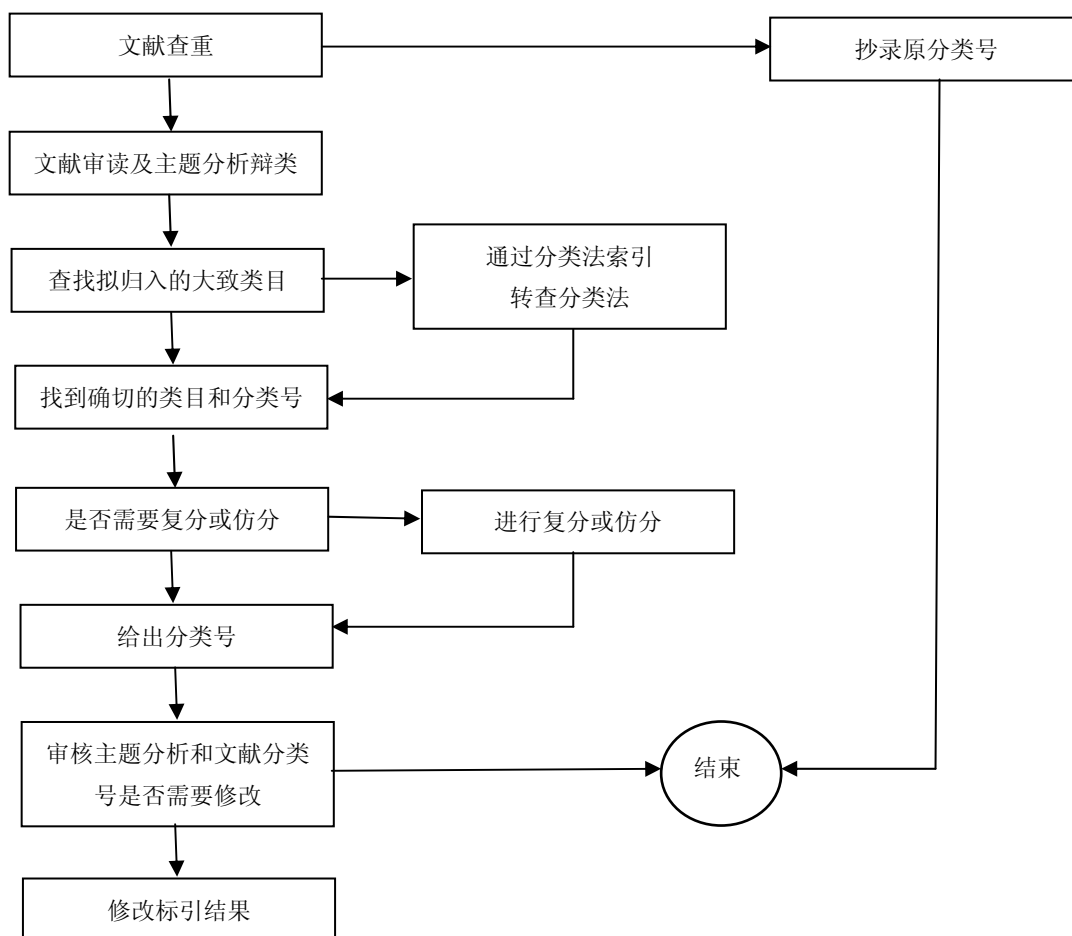 文献查重
抄录原分类号
文献审读及主题分析辩类
查找拟归入的大致类目
通过分类法索引
转查分类法
找到确切的类目和分类号
是否需要复分或仿分
进行复分或仿分
给出分类号
审核主题分析和文献分类
号是否需要修改
结束
修改标引结果